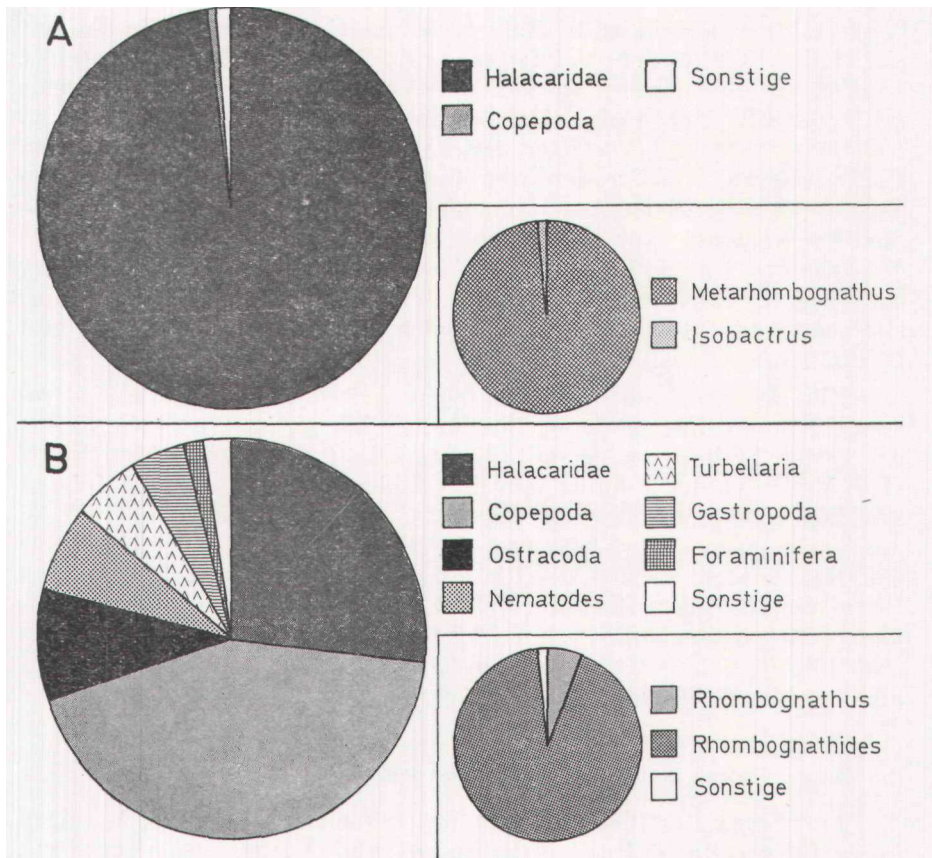 A
Halacaridae Sonstige
Copepoda
Metarhombognathus
Isobactrus
B
Halacaridae Turbellaria
Copepoda Gastropoda
Ostracoda Foraminifera
Nematodes Sonstige
Rhombognathus
Rhombognathides
Sonstige